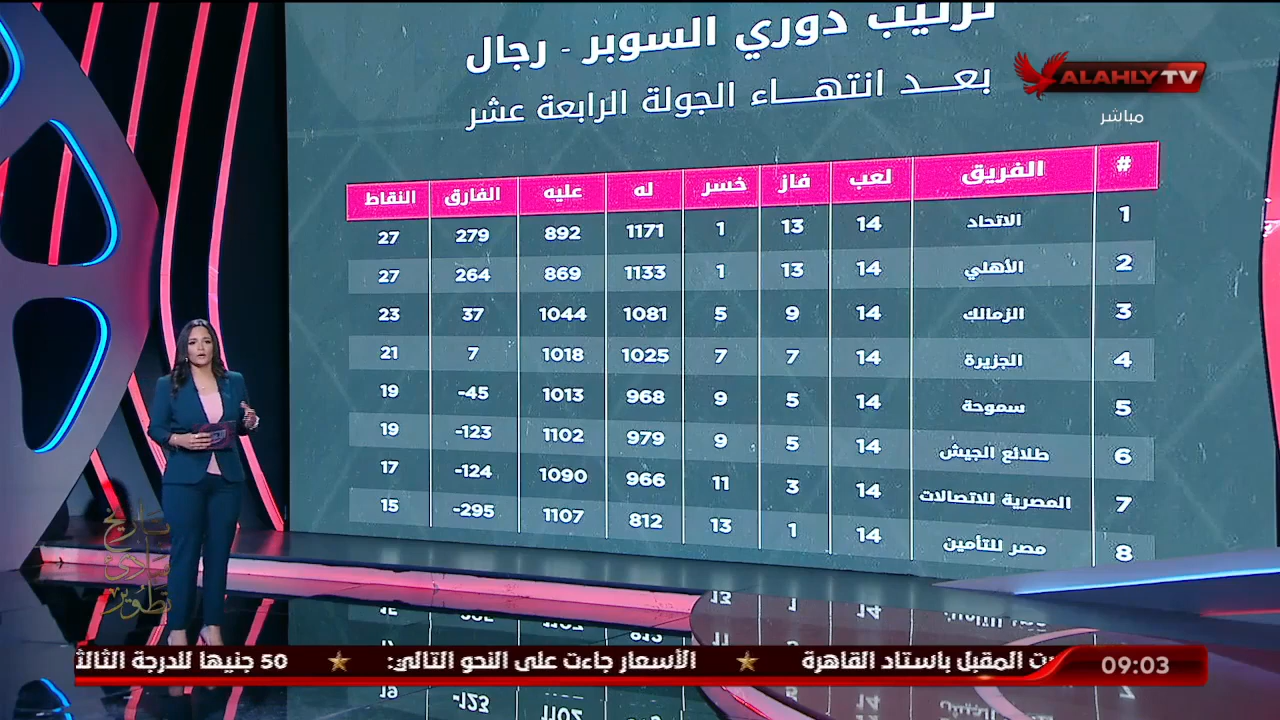 ترتيب دوري السوبر - رجال
بعد انتهاء الجولة الرابعة عشر
ALAHLY TV
مباشر
# الفريق لعب فاز خسر له عليه الفارق النقاط
1 الاتحاد 14 13 1 1171 892 279 27
2 الأهلي 14 13 1 1133 869 264 27
3 الزمالك 14 9 5 1081 1044 37 23
4 الجزيرة 14 7 7 1025 1018 7 21
5 سموحة 14 5 9 968 1013 -45 19
6 طلائع الجيش 14 5 9 979 1102 -123 19
7 المصرية للاتصالات 14 3 11 966 1090 -124 17
8 مصر للتأمين 14 1 13 812 1107 -295 15
تاريخ
تطوير
المقبل باستاد القاهرة ★ الأسعار جاءت على النحو التالي: ★ 50 جنيها للدرجة
09:03